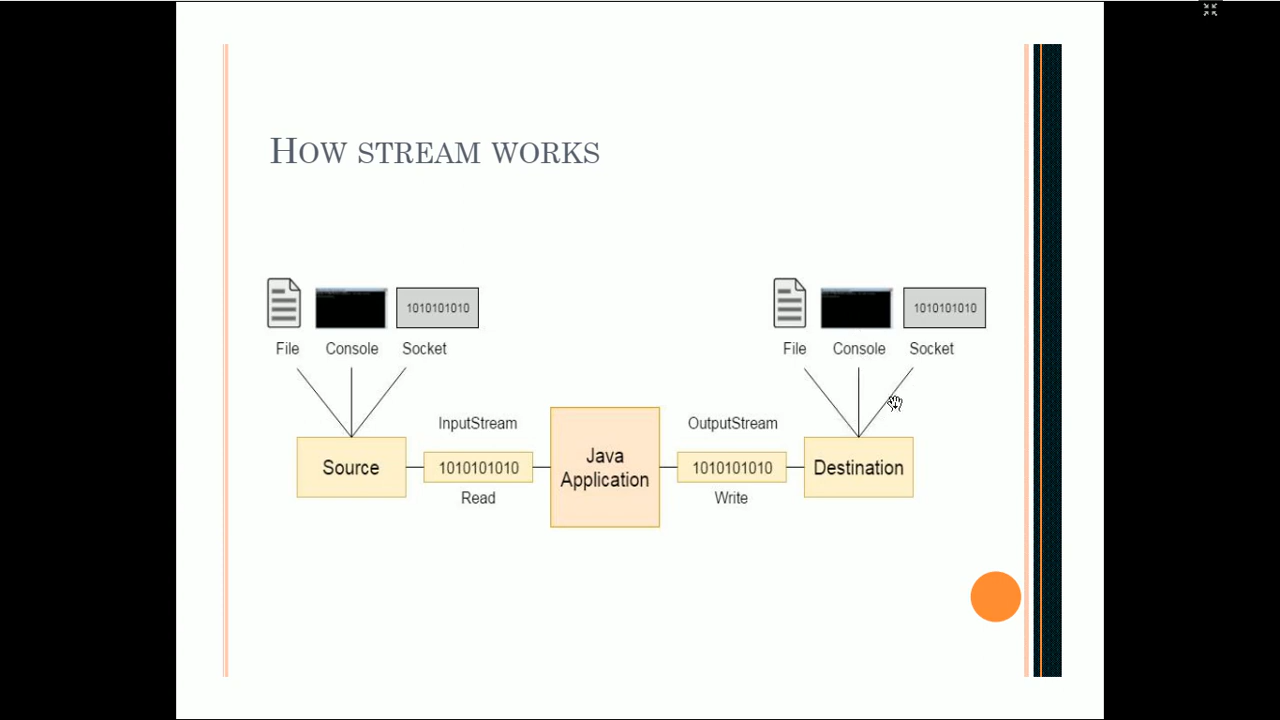 HOW STREAM WORKS
1010101010
1010101010
File Console Socket
File Console Socket
InputStream
OutputStream
Source
1010101010
Java
Application
1010101010
Destination
Read
Write